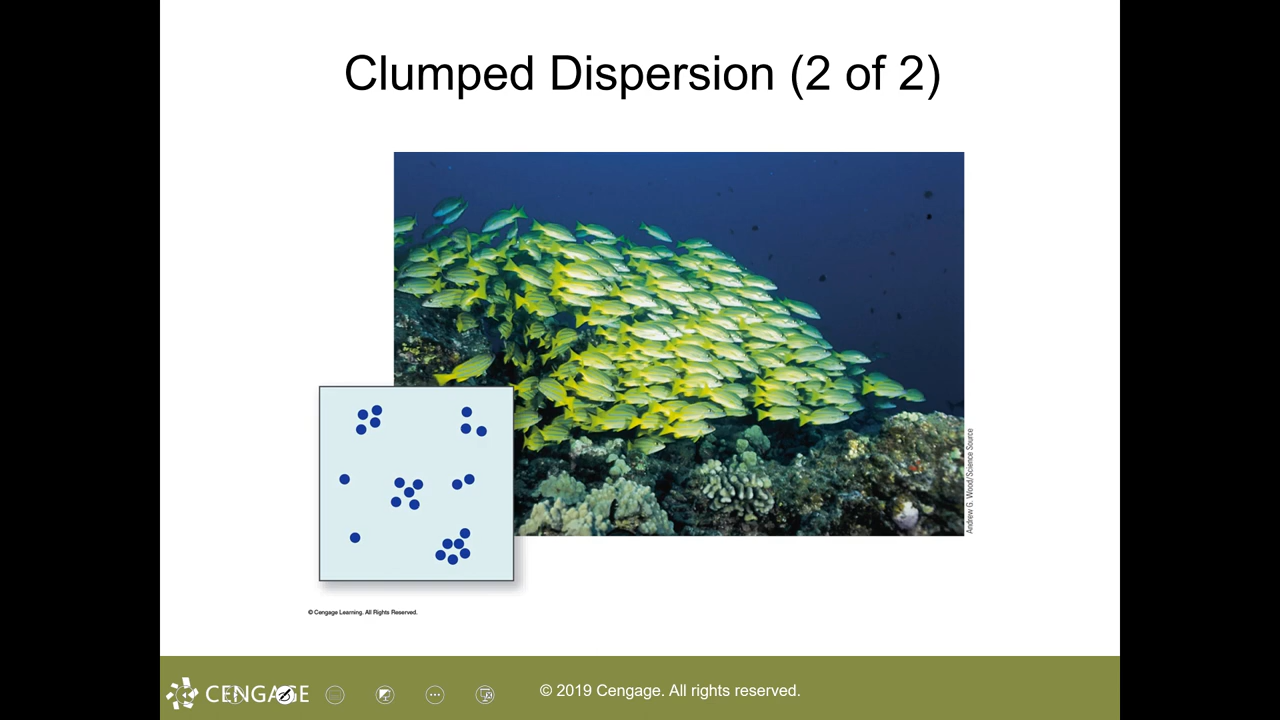 Clumped Dispersion (2 of 2)
Andrew G. Wood/Science Source
© Cengage Learning. All Rights Reserved.
CENGAGE
© 2019 Cengage. All rights reserved.